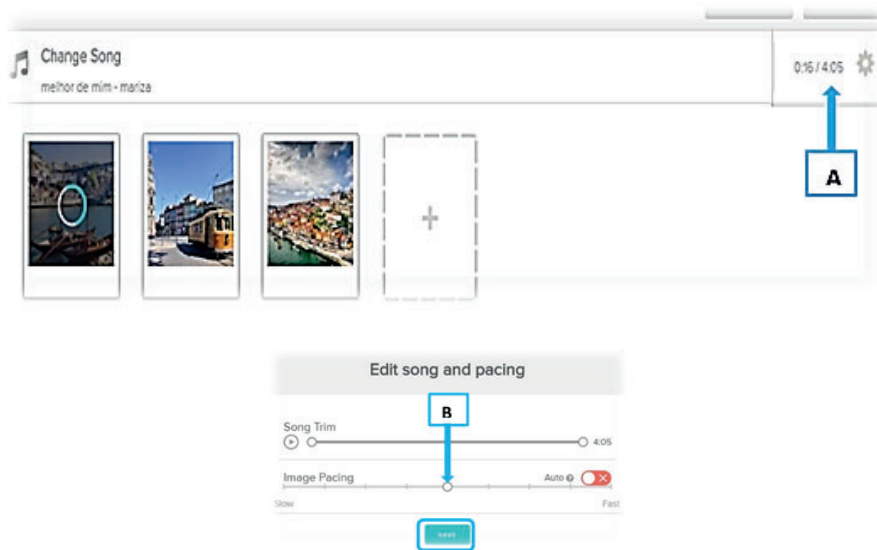 Change Song
melhor de mim - mariza
0:16 / 4:05
A
Edit song and pacing
B
Song Trim
4:05
Image Pacing
Auto
Slow
Fast
SAVE